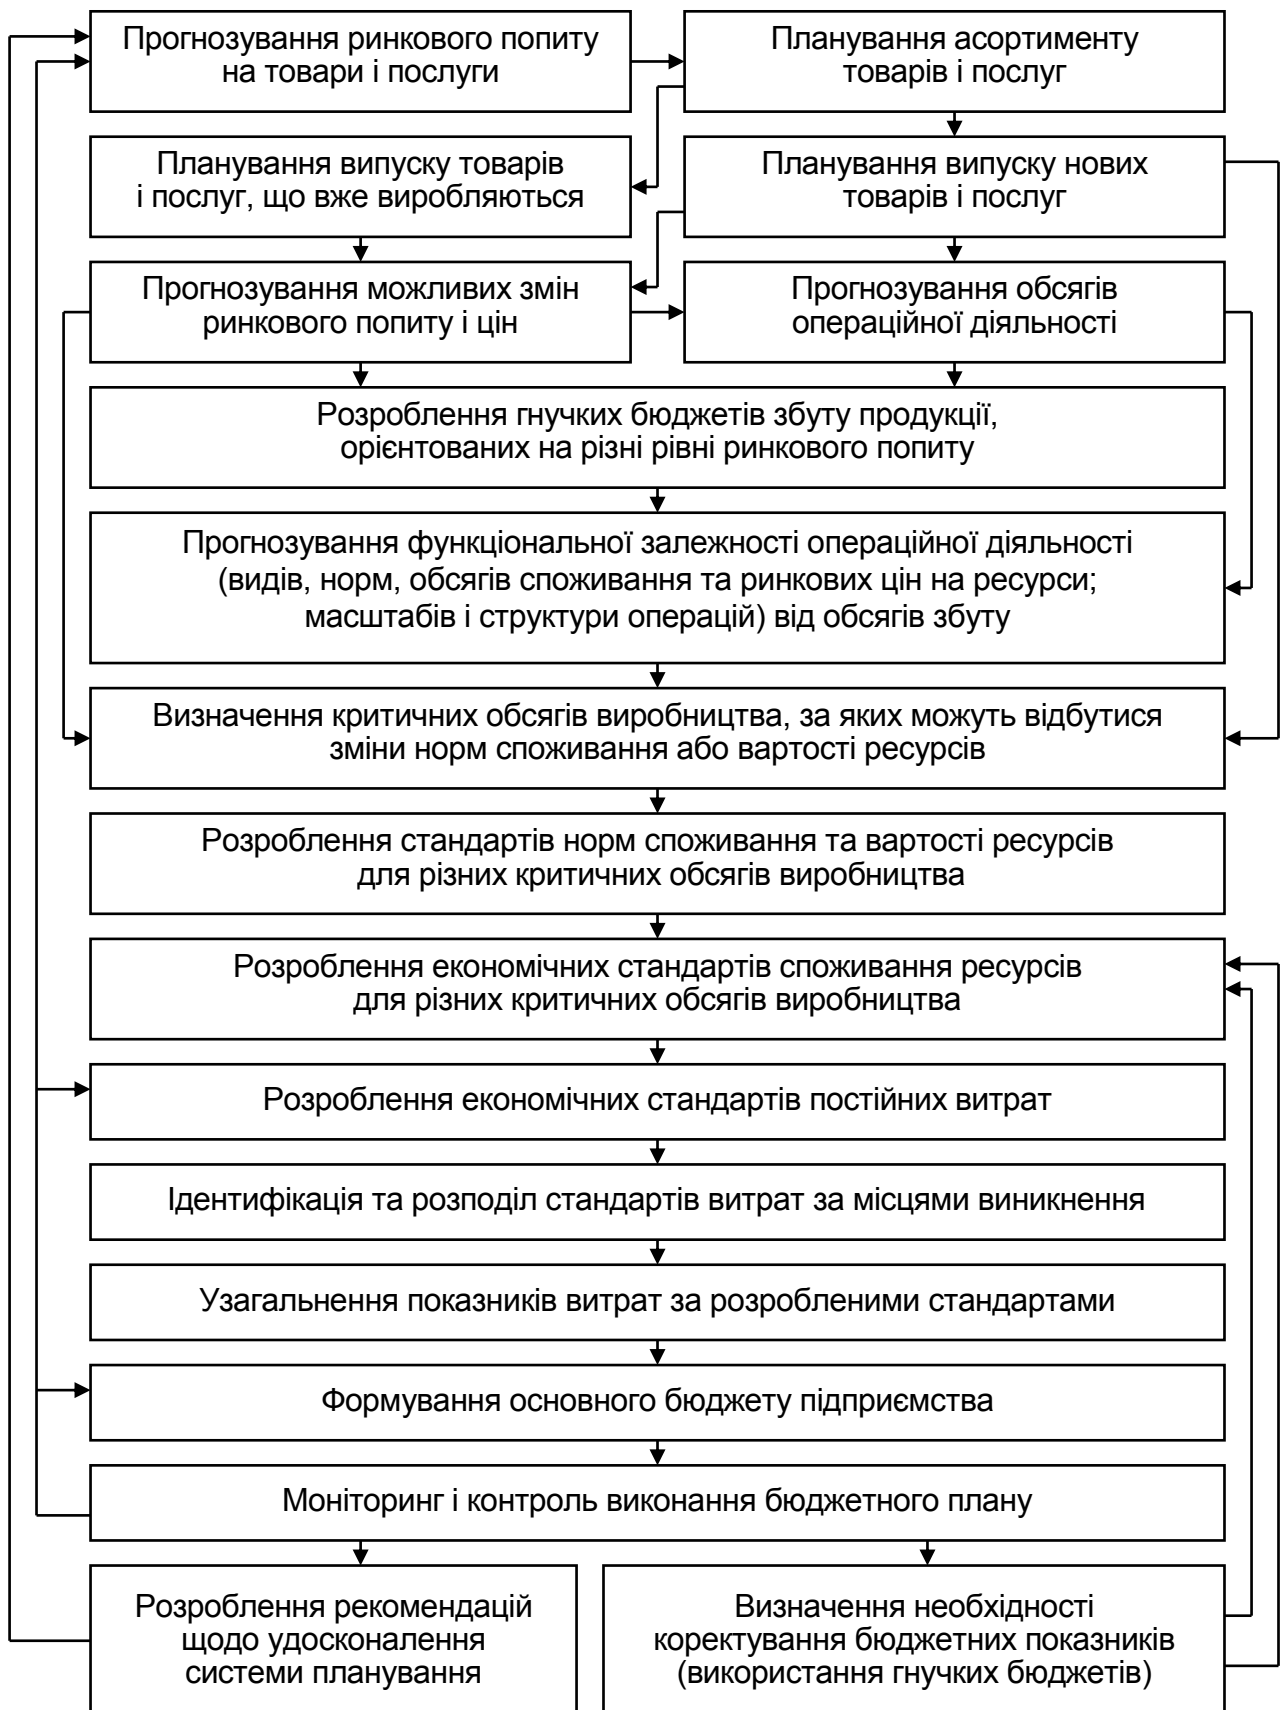 Прогнозування ринкового попиту
на товари і послуги
Планування асортименту
товарів і послуг
Планування випуску товарів
і послуг, що вже виробляються
Планування випуску нових
товарів і послуг
Прогнозування можливих змін
ринкового попиту і цін
Прогнозування обсягів
операційної діяльності
Розроблення гнучких бюджетів збуту продукції,
орієнтованих на різні рівні ринкового попиту
Прогнозування функціональної залежності операційної діяльності
(видів, норм, обсягів споживання та ринкових цін на ресурси;
масштабів і структури операцій) від обсягів збуту
Визначення критичних обсягів виробництва, за яких можуть відбутися
зміни норм споживання або вартості ресурсів
Розроблення стандартів норм споживання та вартості ресурсів
для різних критичних обсягів виробництва
Розроблення економічних стандартів споживання ресурсів
для різних критичних обсягів виробництва
Розроблення економічних стандартів постійних витрат
Ідентифікація та розподіл стандартів витрат за місцями виникнення
Узагальнення показників витрат за розробленими стандартами
Формування основного бюджету підприємства
Моніторинг і контроль виконання бюджетного плану
Розроблення рекомендацій
щодо удосконалення
системи планування
Визначення необхідності
коректування бюджетних показників
(використання гнучких бюджетів)